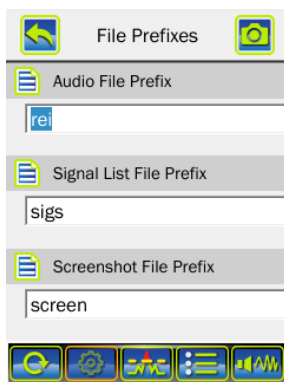 File Prefixes
Audio File Prefix
rei
Signal List File Prefix
sigs
Screenshot File Prefix
screen